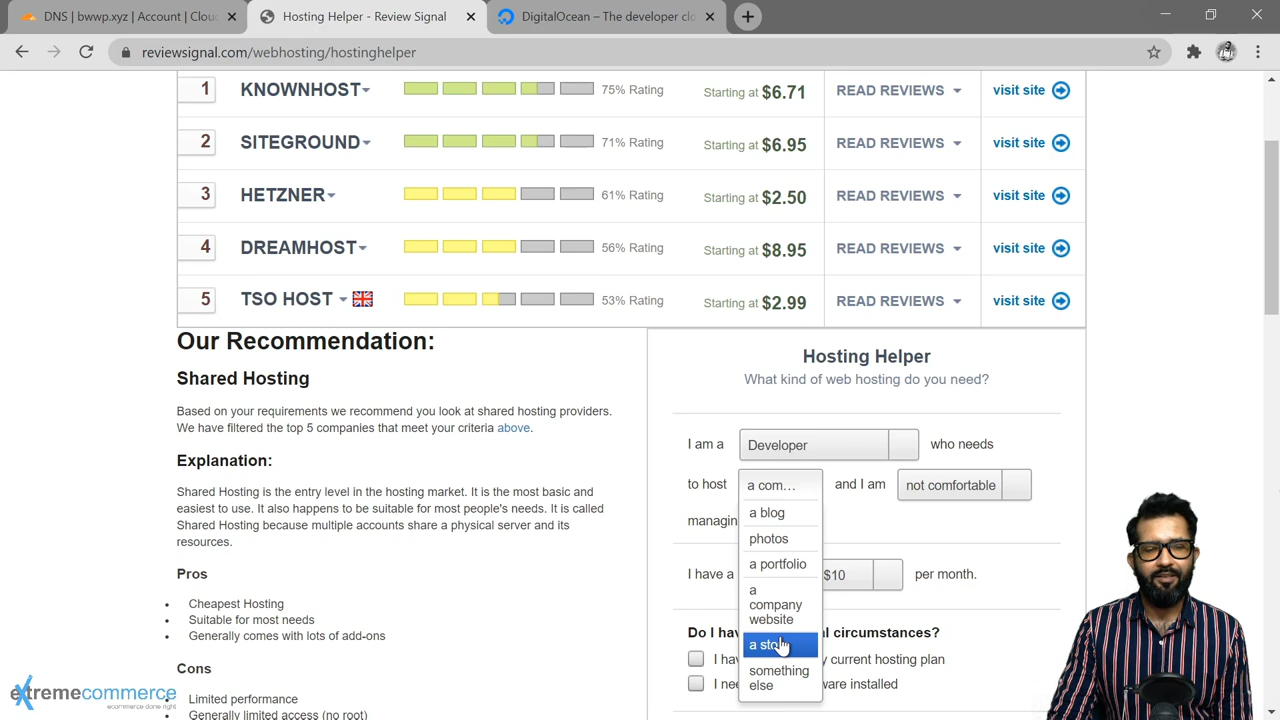 DNS | bwwp.xyz | Account | Clou
Hosting Helper - Review Signal
DigitalOcean – The developer clo
reviewsignal.com/webhosting/hostinghelper
1 KNOWNHOST 75% Rating Starting at $6.71 READ REVIEWS visit site
2 SITEGROUND 71% Rating Starting at $6.95 READ REVIEWS visit site
3 HETZNER 61% Rating Starting at $2.50 READ REVIEWS visit site
4 DREAMHOST 56% Rating Starting at $8.95 READ REVIEWS visit site
5 TSO HOST 53% Rating Starting at $2.99 READ REVIEWS visit site
Our Recommendation:
Shared Hosting
Based on your requirements we recommend you look at shared hosting providers.
We have filtered the top 5 companies that meet your criteria above.
Explanation:
Shared Hosting is the entry level in the hosting market. It is the most basic and
easiest to use. It also happens to be suitable for most people's needs. It is called
Shared Hosting because multiple accounts share a physical server and its
resources.
Pros
Cheapest Hosting
Suitable for most needs
Generally comes with lots of add-ons
Cons
Limited performance
Generally limited access (no root)
Hosting Helper
What kind of web hosting do you need?
I am a Developer who needs
to host a com… and I am not comfortable
managin
a blog
photos
a portfolio
a
company
website
a sto
something
else
I have a $10 per month.
Do I hav l circumstances?
I hav y current hosting plan
I nee ware installed
extremecommerce
ecommerce done right